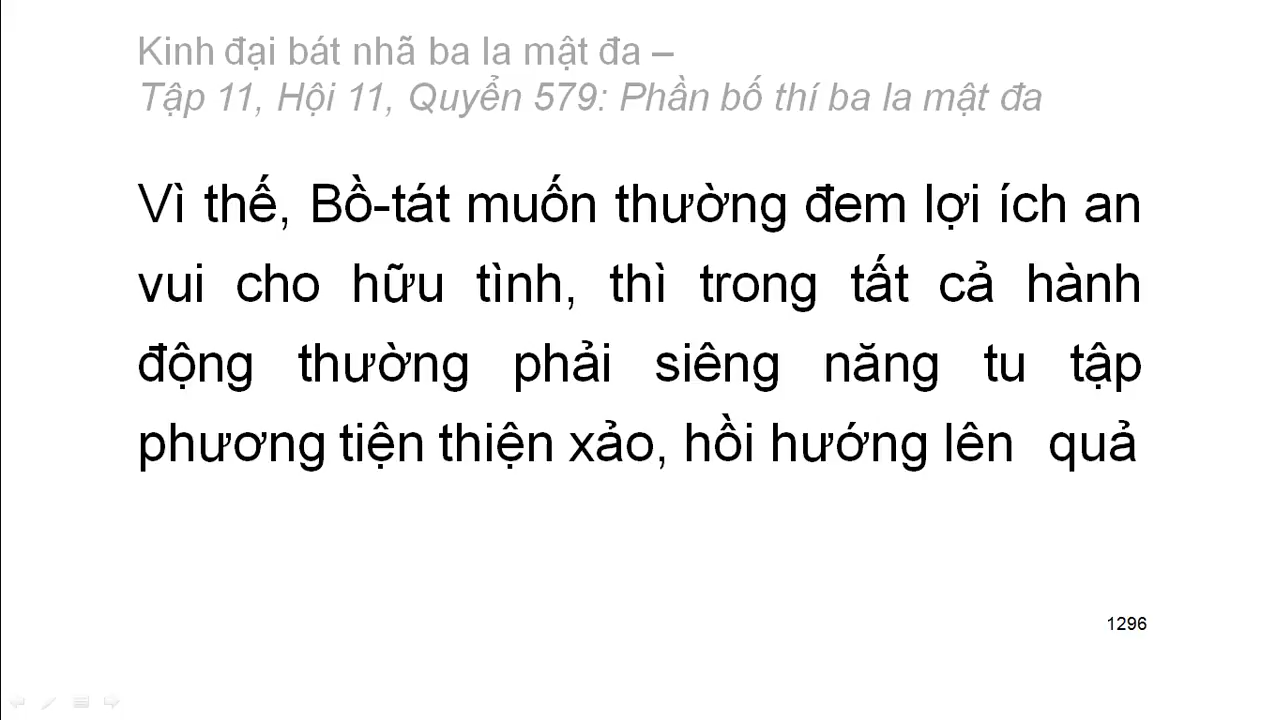 Kinh đại bát nhã ba la mật đa –
Tập 11, Hội 11, Quyển 579: Phần bố thí ba la mật đa
Vì thế, Bồ-tát muốn thường đem lợi ích an
vui cho hữu tình, thì trong tất cả hành
động thường phải siêng năng tu tập
phương tiện thiện xảo, hồi hướng lên quả
1296